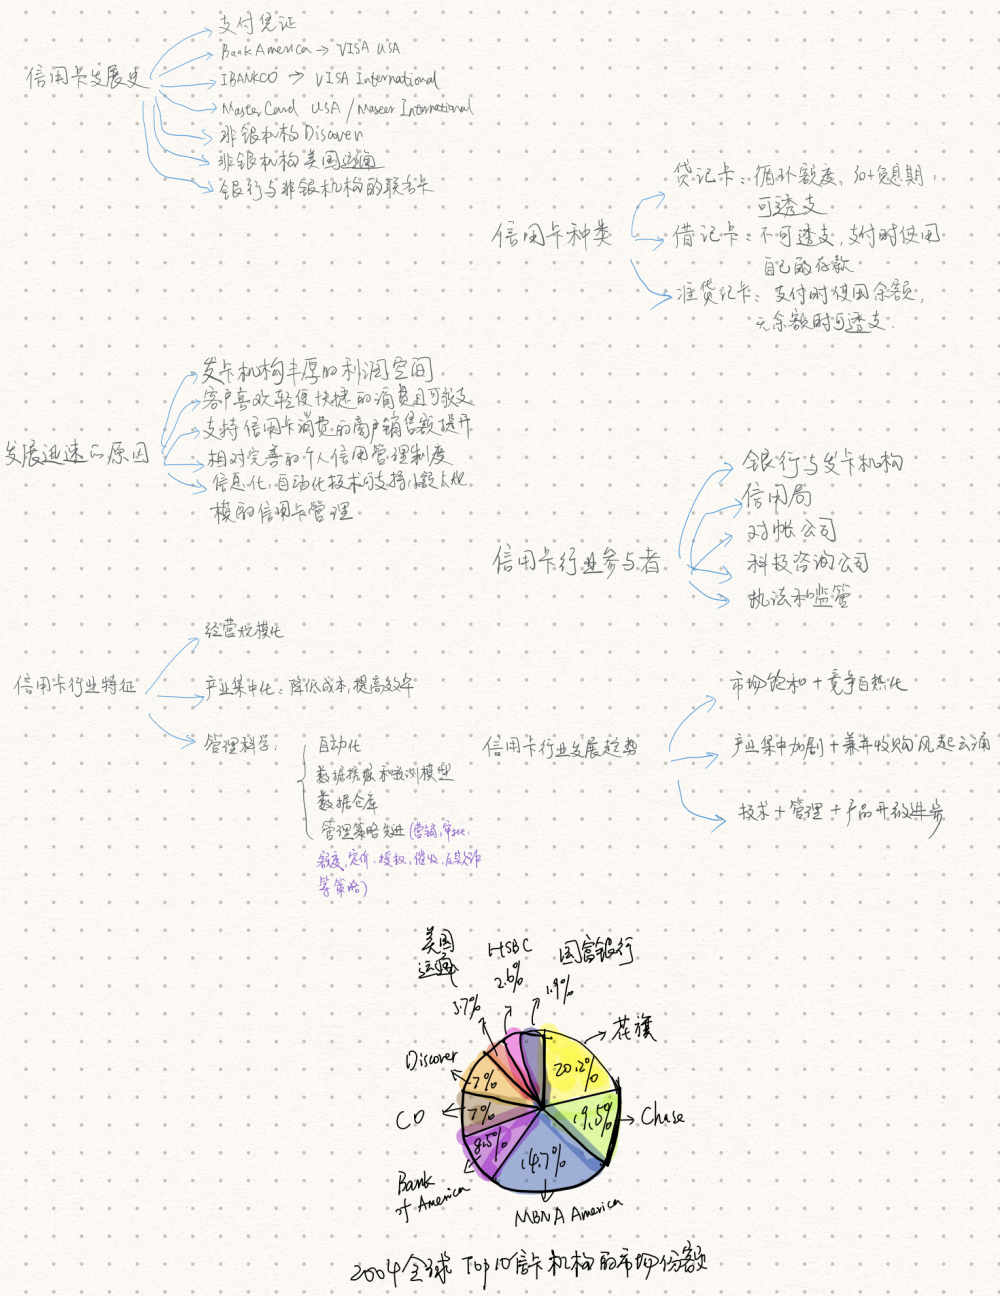 信用卡发展史
支付凭证
BankAmerica → VISA USA
IBANCO → VISA International
MasterCard USA / Master International
非银机构 Discover
非银机构 美国运通
银行与非银机构的联名卡
信用卡种类
贷记卡：循环额度、50+免息期，
可透支
借记卡：不可透支，支付时使用
自己的存款
准贷记卡：支付时使用余额，
无余额时可透支.
发展迅速的原因
发卡机构丰厚的利润空间
客户喜欢轻便快捷的消费且可透支
支持信用卡消费的商户销售额提升
相对完善的个人信用管理制度
信息化,自动化技术的支持
模的信用卡管理
信用卡行业参与者
银行与发卡机构
信用局
对帐公司
科技咨询公司
执法和监管
信用卡行业特征
经营规模化
产业集中化：降低成本,提高效率
管理科学：
自动化
数据挖掘和预测模型
数据仓库
管理策略先进(营销,审批,
额度,定价,授权,催收,反欺诈
等策略)
信用卡行业发展趋势
市场饱和+竞争白热化
产业集中加剧+兼并收购风起云涌
技术+管理+产品开放进步
美国
运通
HSBC
国富银行
3.7%
2.6%
1.9%
花旗
20.2%
Discover
7%
CO
7%
19.5%
Chase
8.5%
14.7%
Bank
of America
MBNA America
2004全球 Top10信卡机构的市场份额